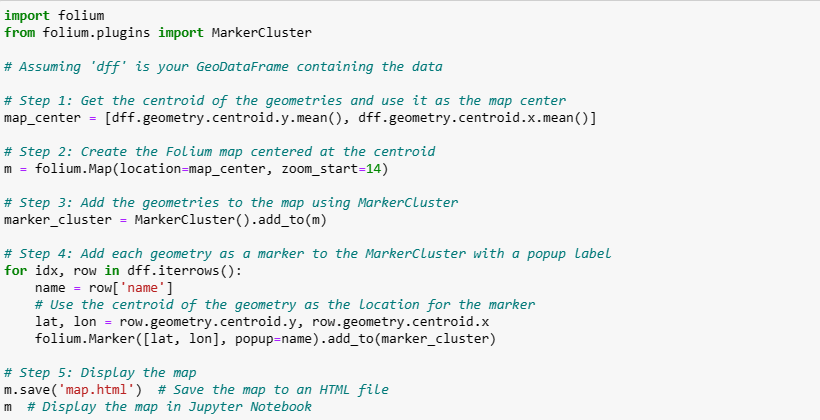 import folium
from folium.plugins import MarkerCluster

# Assuming 'dff' is your GeoDataFrame containing the data

# Step 1: Get the centroid of the geometries and use it as the map center
map_center = [dff.geometry.centroid.y.mean(), dff.geometry.centroid.x.mean()]

# Step 2: Create the Folium map centered at the centroid
m = folium.Map(location=map_center, zoom_start=14)

# Step 3: Add the geometries to the map using MarkerCluster
marker_cluster = MarkerCluster().add_to(m)

# Step 4: Add each geometry as a marker to the MarkerCluster with a popup label
for idx, row in dff.iterrows():
    name = row['name']
    # Use the centroid of the geometry as the location for the marker
    lat, lon = row.geometry.centroid.y, row.geometry.centroid.x
    folium.Marker([lat, lon], popup=name).add_to(marker_cluster)

# Step 5: Display the map
m.save('map.html')  # Save the map to an HTML file
m  # Display the map in Jupyter Notebook